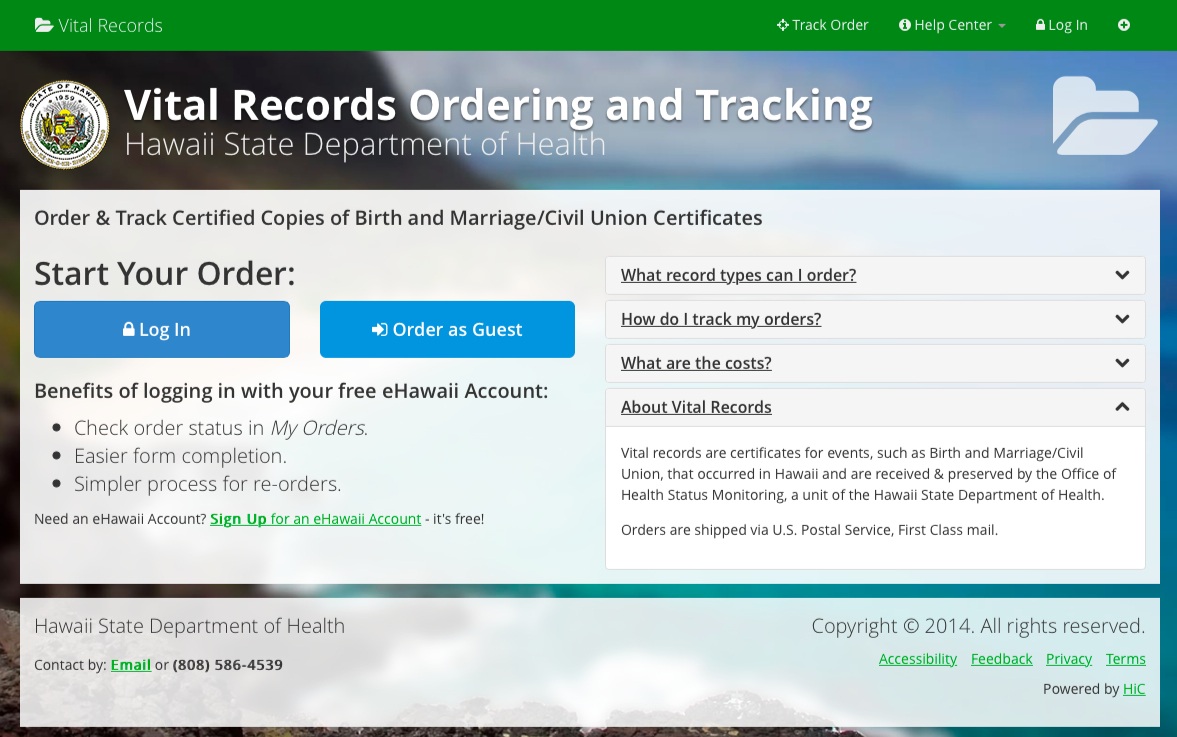 Vital Records
Track Order
Help Center
Log In
STATE OF HAWAII
1959
Vital Records Ordering and Tracking
Hawaii State Department of Health
Order & Track Certified Copies of Birth and Marriage/Civil Union Certificates
Start Your Order:
Log In
Order as Guest
Benefits of logging in with your free eHawaii Account:
Check order status in My Orders.
Easier form completion.
Simpler process for re-orders.
Need an eHawaii Account? Sign Up for an eHawaii Account - it's free!
What record types can I order?
How do I track my orders?
What are the costs?
About Vital Records
Vital records are certificates for events, such as Birth and Marriage/Civil
Union, that occurred in Hawaii and are received & preserved by the Office of
Health Status Monitoring, a unit of the Hawaii State Department of Health.
Orders are shipped via U.S. Postal Service, First Class mail.
Hawaii State Department of Health
Contact by: Email or (808) 586-4539
Copyright © 2014. All rights reserved.
Accessibility Feedback Privacy Terms
Powered by HiC